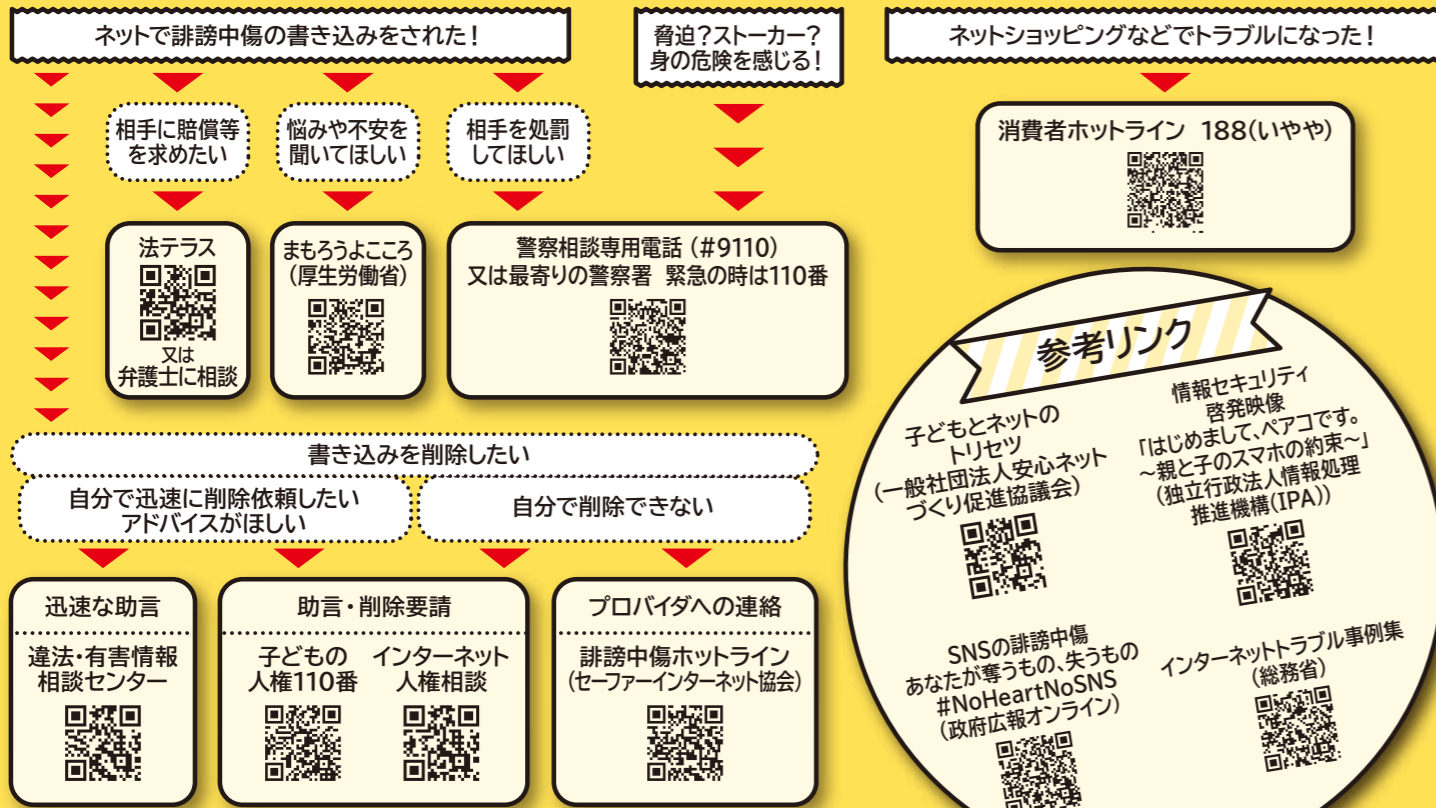 ネットで誹謗中傷の書き込みをされた!
相手に賠償等
を求めたい
悩みや不安を
聞いてほしい
相手を処罰
してほしい
脅迫?ストーカー?
身の危険を感じる!
法テラス
又は
弁護士に相談
まもろうよこころ
(厚生労働省)
警察相談専用電話(#9110)
又は最寄りの警察署 緊急の時は110番
書き込みを削除したい
自分で迅速に削除依頼したい
アドバイスがほしい
自分で削除できない
迅速な助言
違法・有害情報
相談センター
助言・削除要請
子どもの
人権110番
インターネット
人権相談
プロバイダへの連絡
誹謗中傷ホットライン
(セーファーインターネット協会)
ネットショッピングなどでトラブルになった!
消費者ホットライン 188(いやや)
参考リンク
子どもとネットの
トリセツ
(一般社団法人安心ネット
づくり促進協議会)
情報セキュリティ
啓発映像
「はじめまして、ペアコです。
~親と子のスマホの約束~」
(独立行政法人情報処理
推進機構(IPA))
SNSの誹謗中傷
あなたが奪うもの、失うもの
#NoHeartNoSNS
(政府広報オンライン)
インターネットトラブル事例集
(総務省)